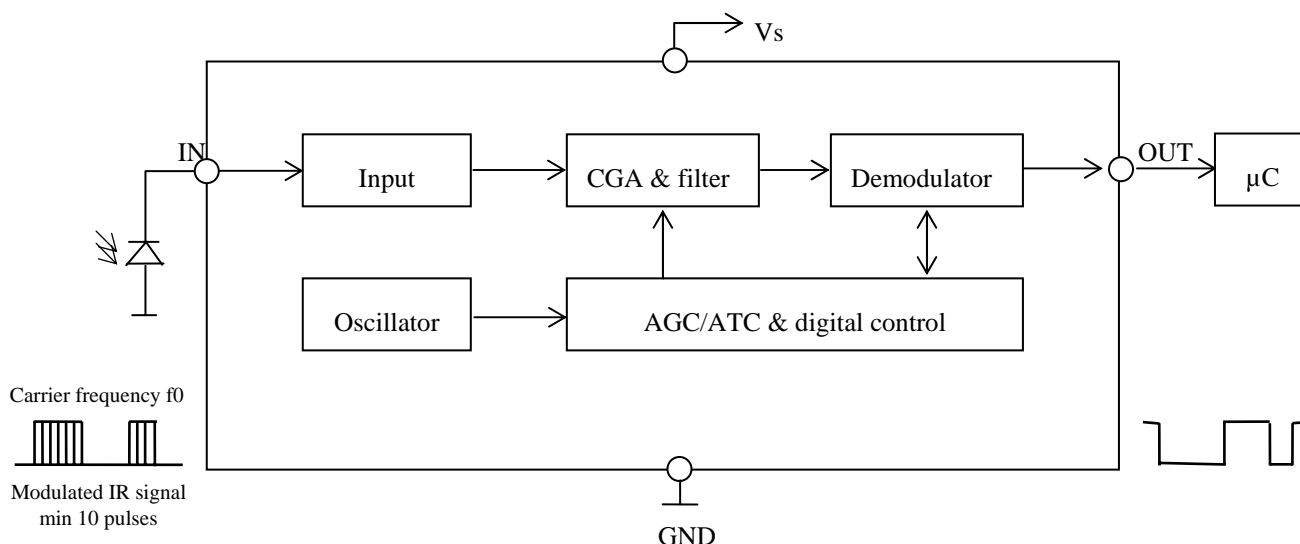 Vs
IN
OUT
Input
CGA & filter
Demodulator
µC
Oscillator
AGC/ATC & digital control
Carrier frequency f0
Modulated IR signal
min 10 pulses
GND